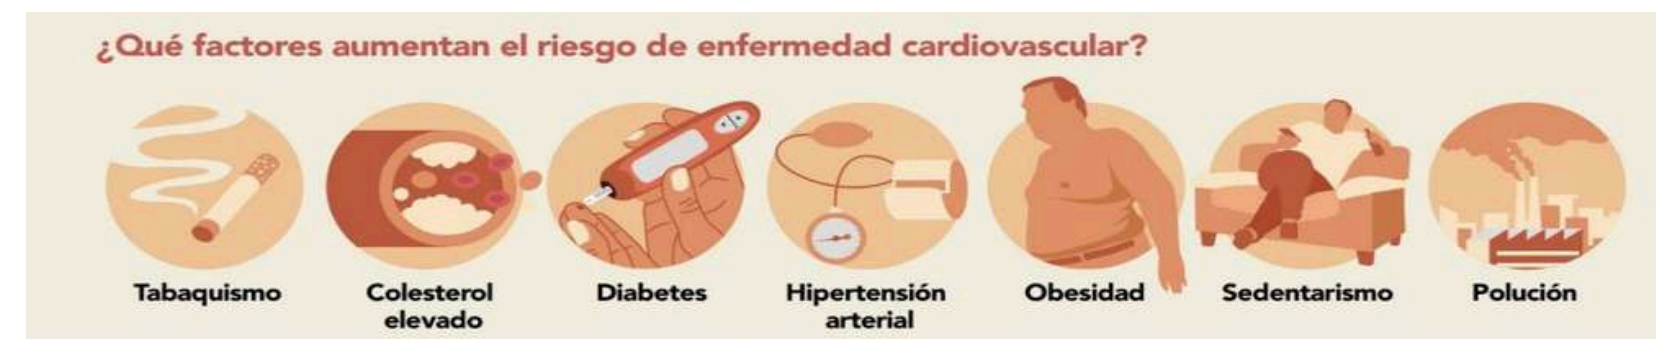 ¿Qué factores aumentan el riesgo de enfermedad cardiovascular?
Tabaquismo
Colesterol
elevado
Diabetes
Hipertensión
arterial
Obesidad
Sedentarismo
Polución